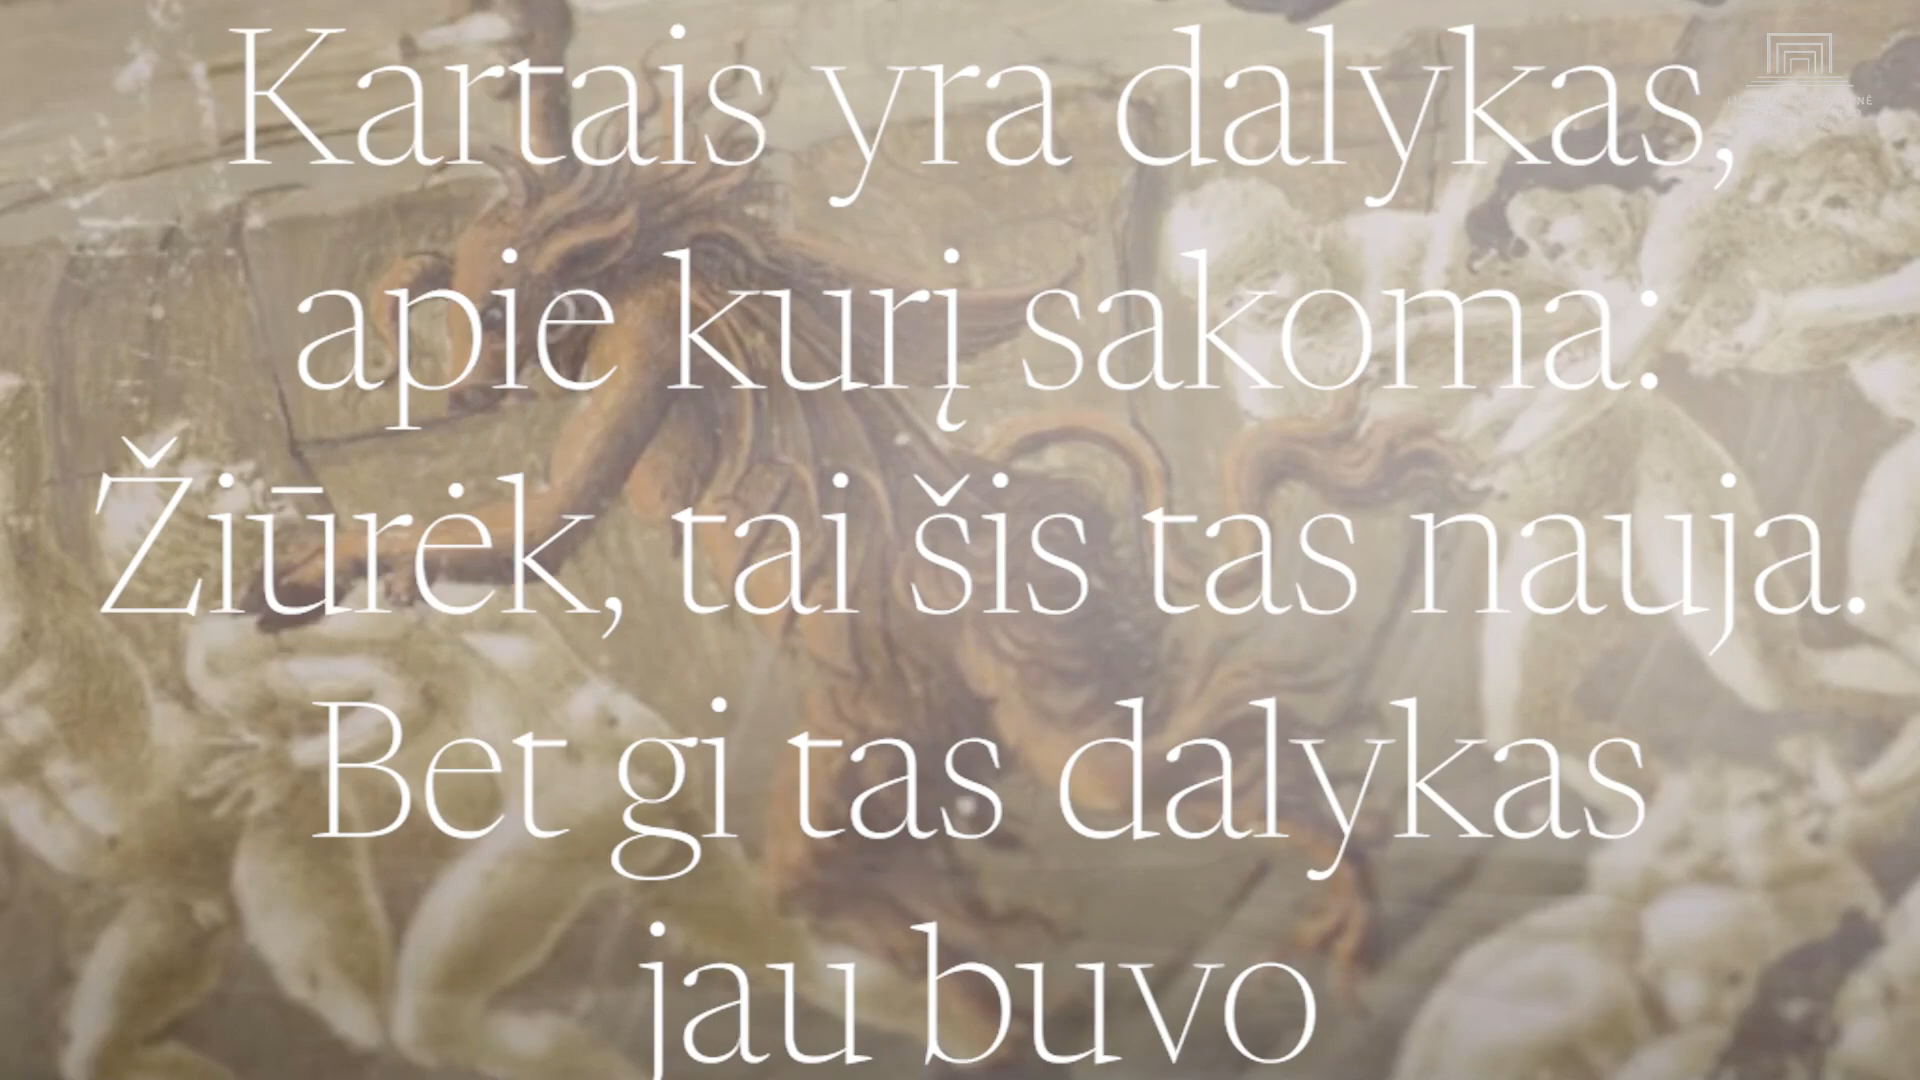 Kartais yra dalykas,
apie kurį sakoma:
Žiūrėk, tai šis tas nauja.
Bet gi tas dalykas
jau buvo